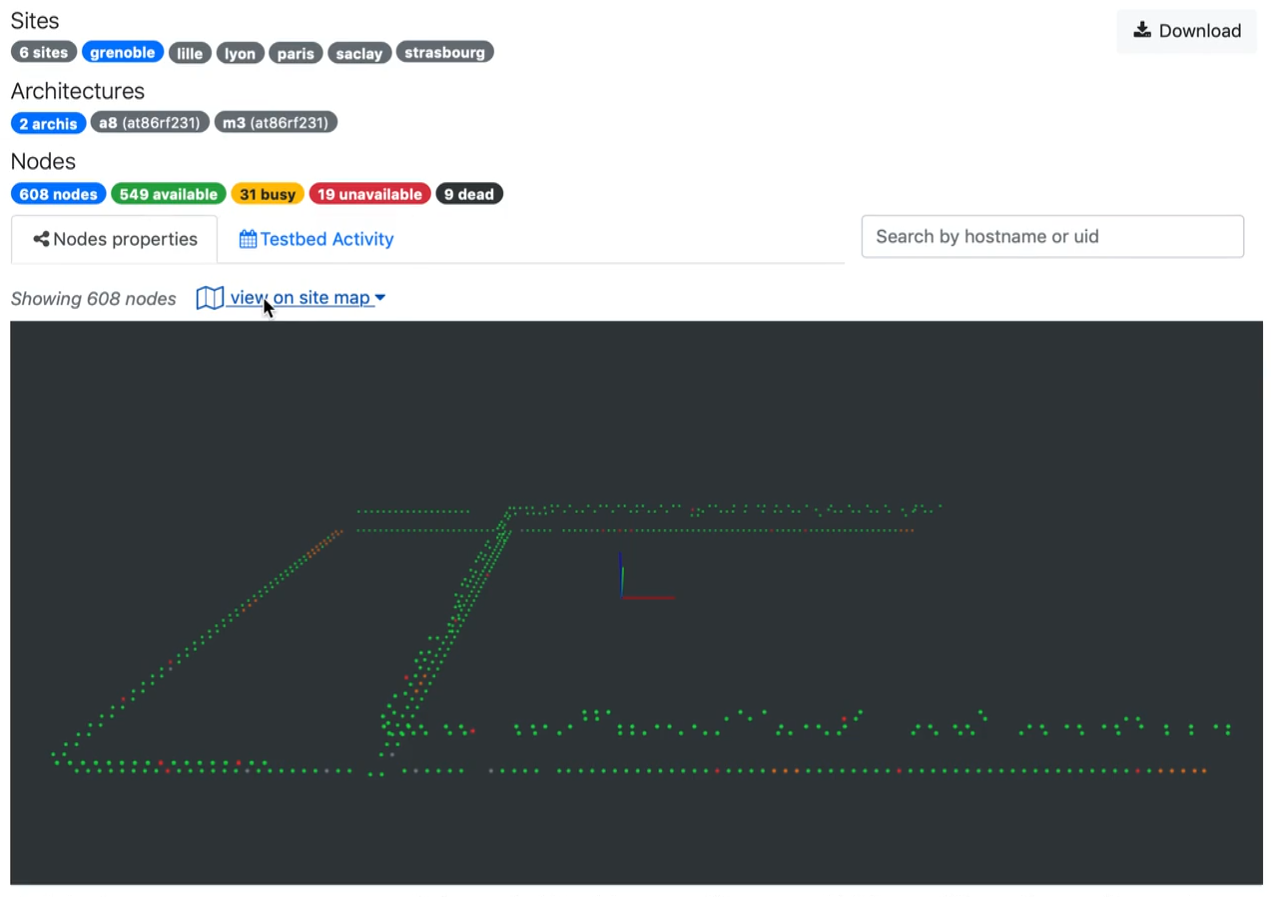 Sites
Download
6 sites grenoble lille lyon paris saclay strasbourg
Architectures
2 archis a8 (at86rf231) m3 (at86rf231)
Nodes
608 nodes 549 available 31 busy 19 unavailable 9 dead
Nodes properties Testbed Activity Search by hostname or uid
Showing 608 nodes view on site map